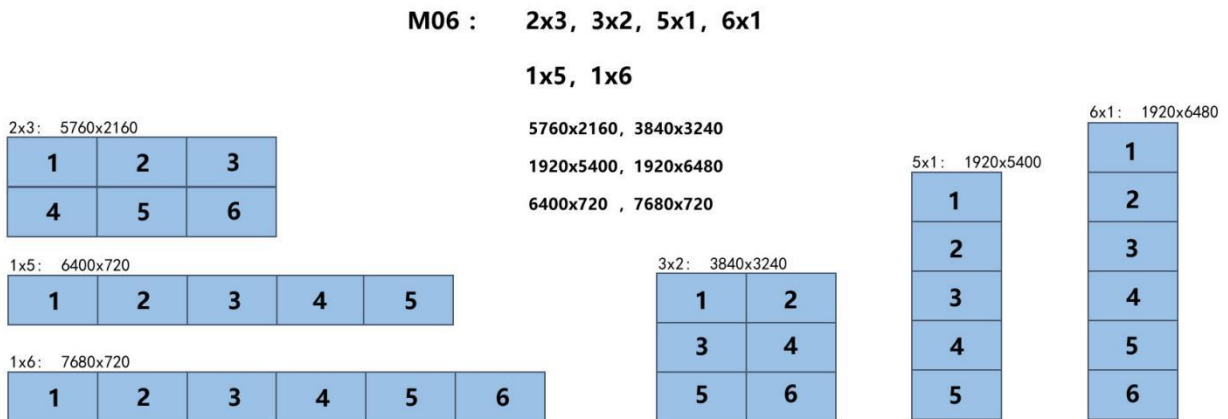 M06： 2x3, 3x2, 5x1, 6x1
1x5, 1x6
5760x2160, 3840x3240
1920x5400, 1920x6480
6400x720 , 7680x720
2x3: 5760x2160
1 2 3
4 5 6
1x5: 6400x720
1 2 3 4 5
1x6: 7680x720
1 2 3 4 5 6
3x2: 3840x3240
1 2
3 4
5 6
5x1: 1920x5400
1
2
3
4
5
6x1: 1920x6480
1
2
3
4
5
6